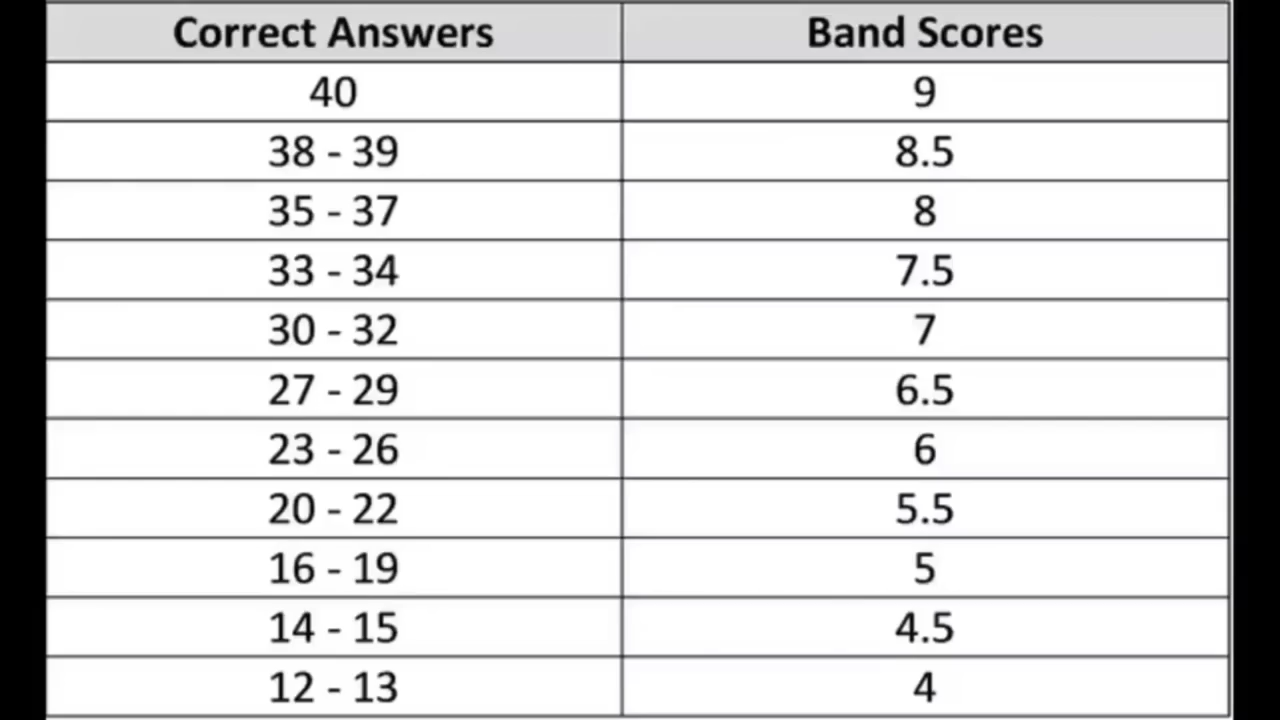 Correct Answers Band Scores
40 9
38 - 39 8.5
35 - 37 8
33 - 34 7.5
30 - 32 7
27 - 29 6.5
23 - 26 6
20 - 22 5.5
16 - 19 5
14 - 15 4.5
12 - 13 4